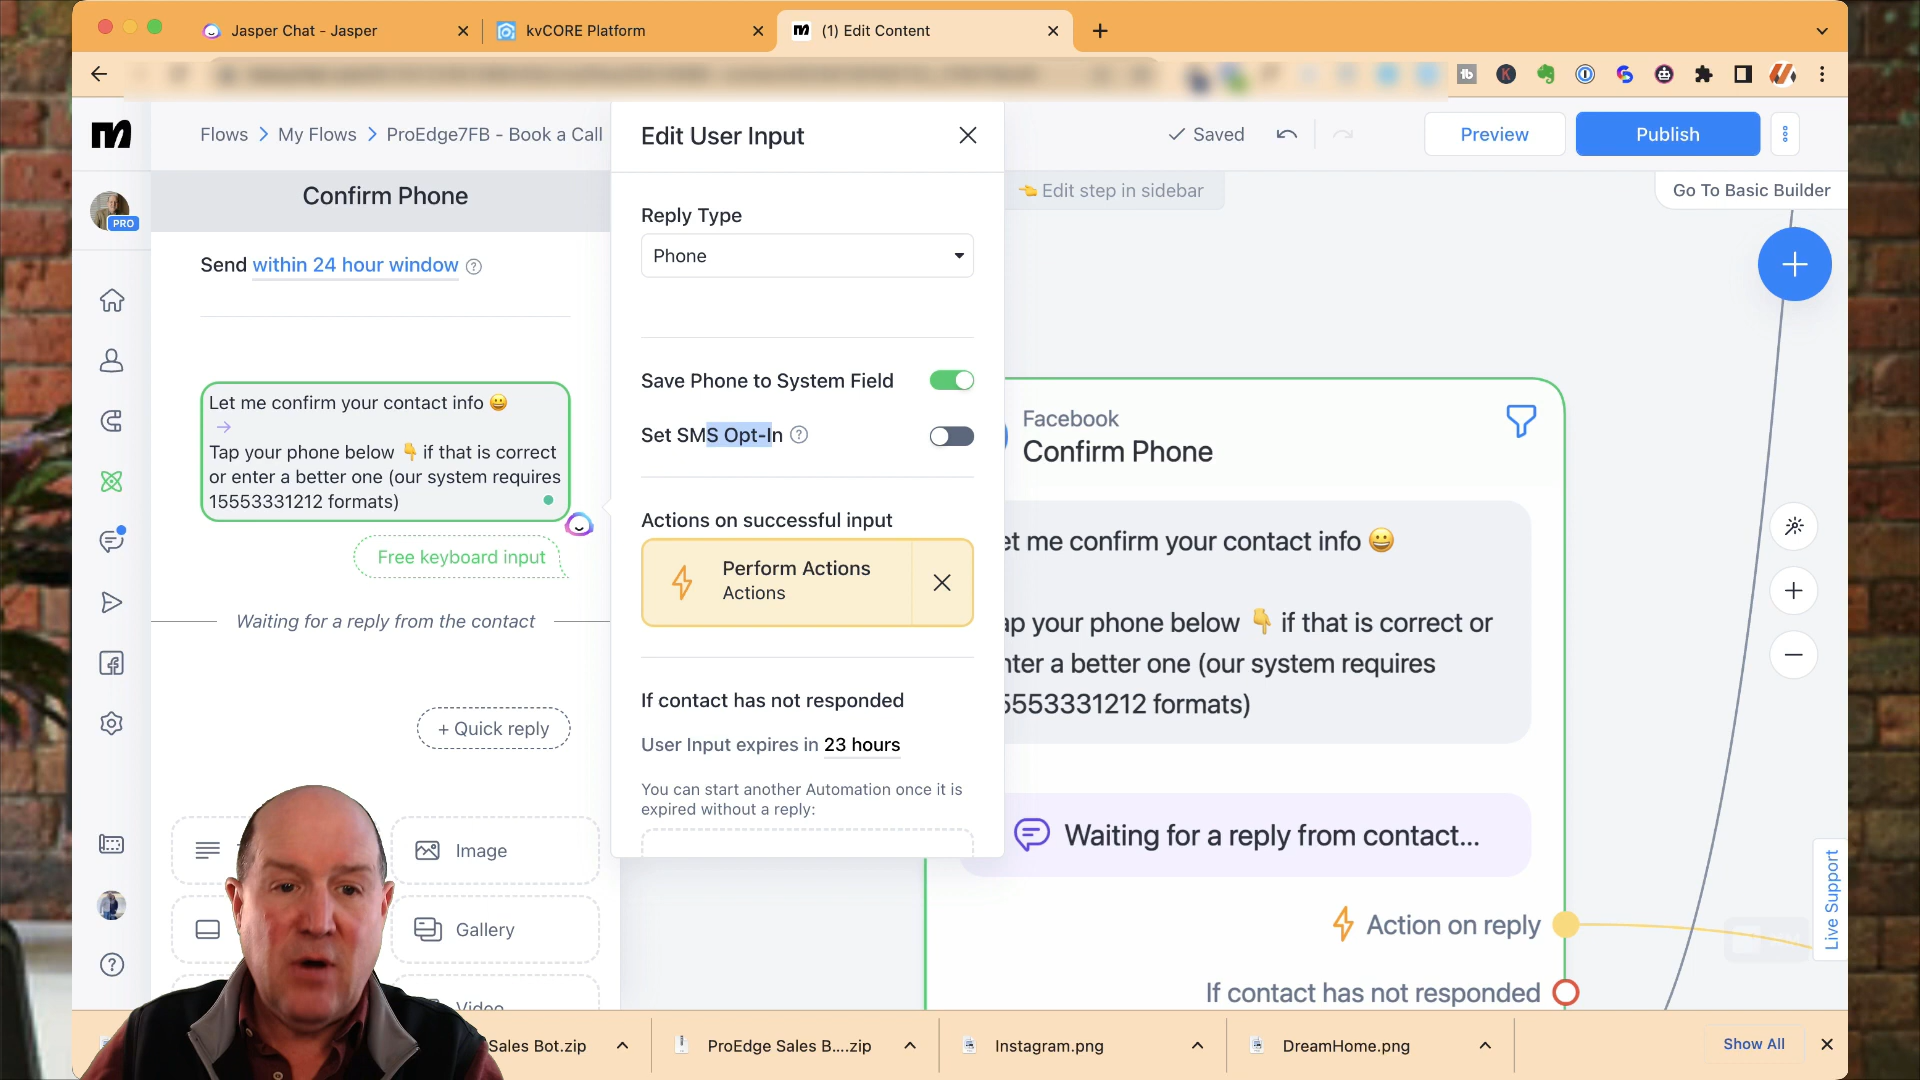 Jasper Chat - Jasper
kvCORE Platform
(1) Edit Content
Flows > My Flows > ProEdge7FB - Book a Call
Edit User Input
Saved
Preview
Publish
PRO
Confirm Phone
Edit step in sidebar
Go To Basic Builder
Send within 24 hour window
Reply Type
Phone
Save Phone to System Field
Set SMS Opt-In
Let me confirm your contact info
Tap your phone below if that is correct
or enter a better one (our system requires
15553331212 formats)
Free keyboard input
Waiting for a reply from the contact
+ Quick reply
Image
Gallery
Video
Actions on successful input
Perform Actions
Actions
If contact has not responded
User Input expires in 23 hours
You can start another Automation once it is
expired without a reply:
Facebook
Confirm Phone
et me confirm your contact info
ap your phone below if that is correct or
nter a better one (our system requires
5553331212 formats)
Waiting for a reply from contact...
Action on reply
If contact has not responded
Live Support
Sales Bot.zip
ProEdge Sales B....zip
Instagram.png
DreamHome.png
Show All